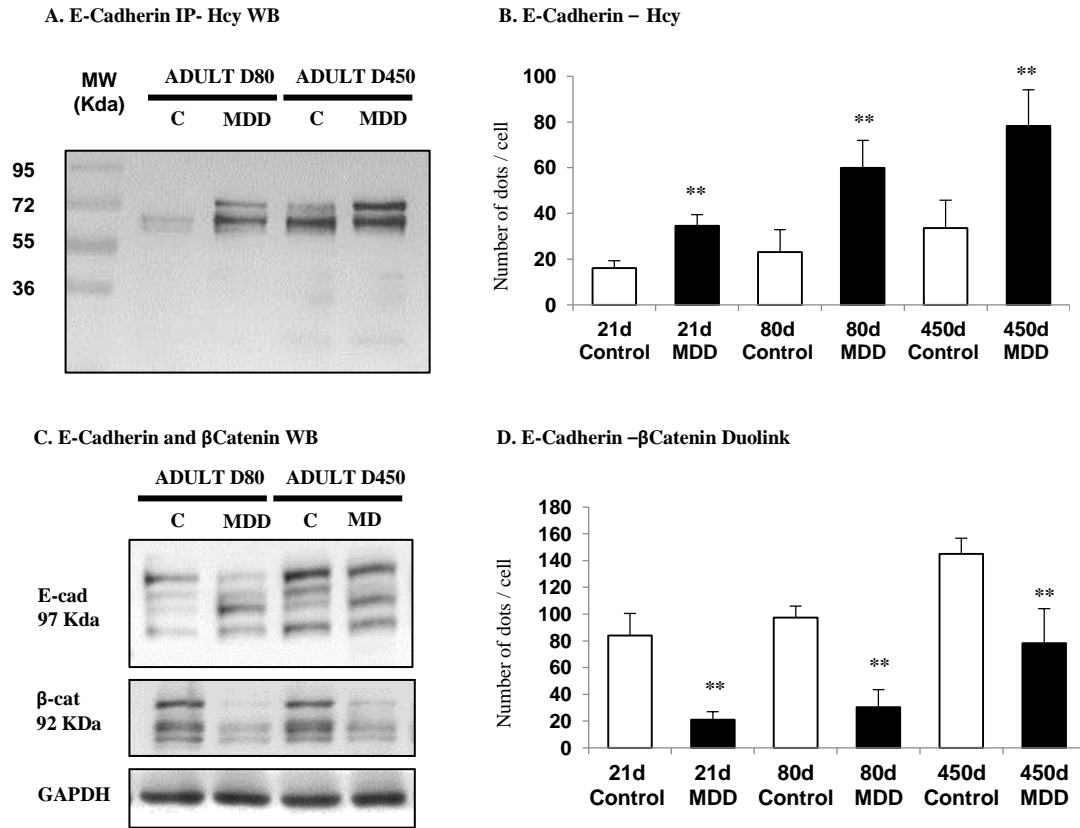 A. E-Cadherin IP- Hcy WB
MW
(Kda)
ADULT D80 ADULT D450
C MDD C MDD
95
72
55
36
B. E-Cadherin – Hcy
Number of dots / cell
100
80
60
40
20
0
** ** **
21d 21d 80d 80d 450d 450d
Control MDD Control MDD Control MDD
C. E-Cadherin and βCatenin WB
ADULT D80 ADULT D450
C MDD C MD
E-cad
97 Kda
β-cat
92 KDa
GAPDH
D. E-Cadherin –βCatenin Duolink
Number of dots / cell
180
160
140
120
100
80
60
40
20
0
** ** **
21d 21d 80d 80d 450d 450d
Control MDD Control MDD Control MDD